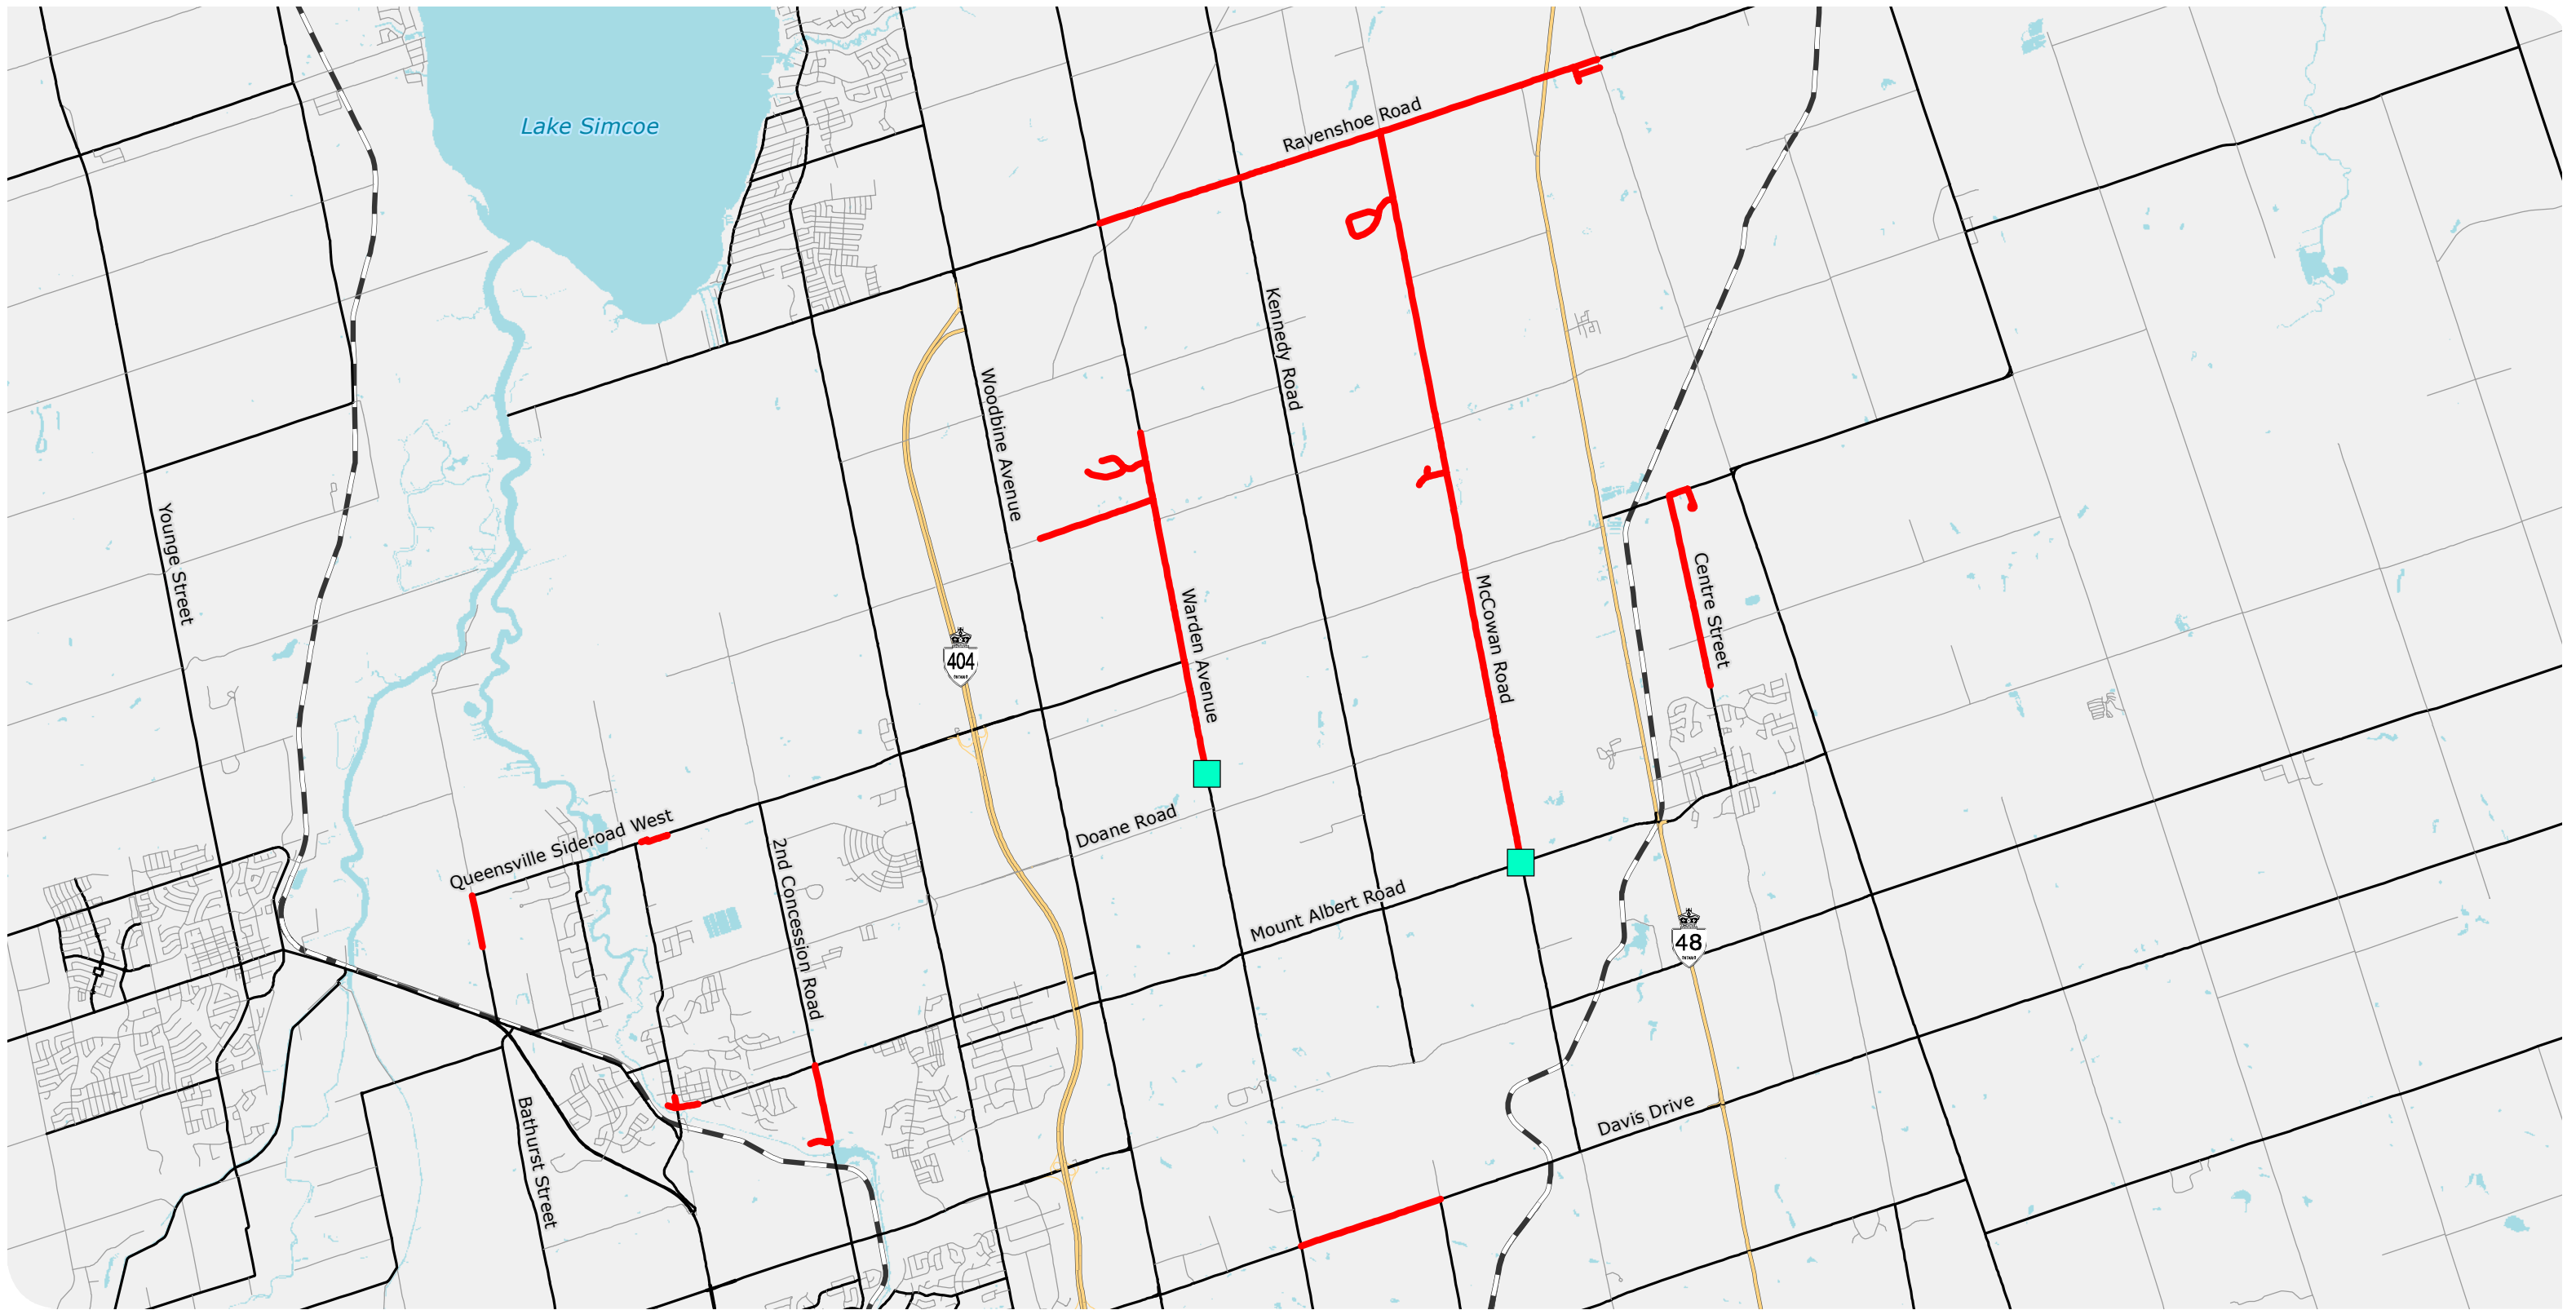 Lake Simcoe
Ravenshoe Road
Kennedy Road
Woodbine Avenue
Younge Street
Warden Avenue
McCowan Road
Centre Street
404
Queensville Sideroad West
Doane Road
2nd Concession Road
Mount Albert Road
48
Bathurst Street
Davis Drive